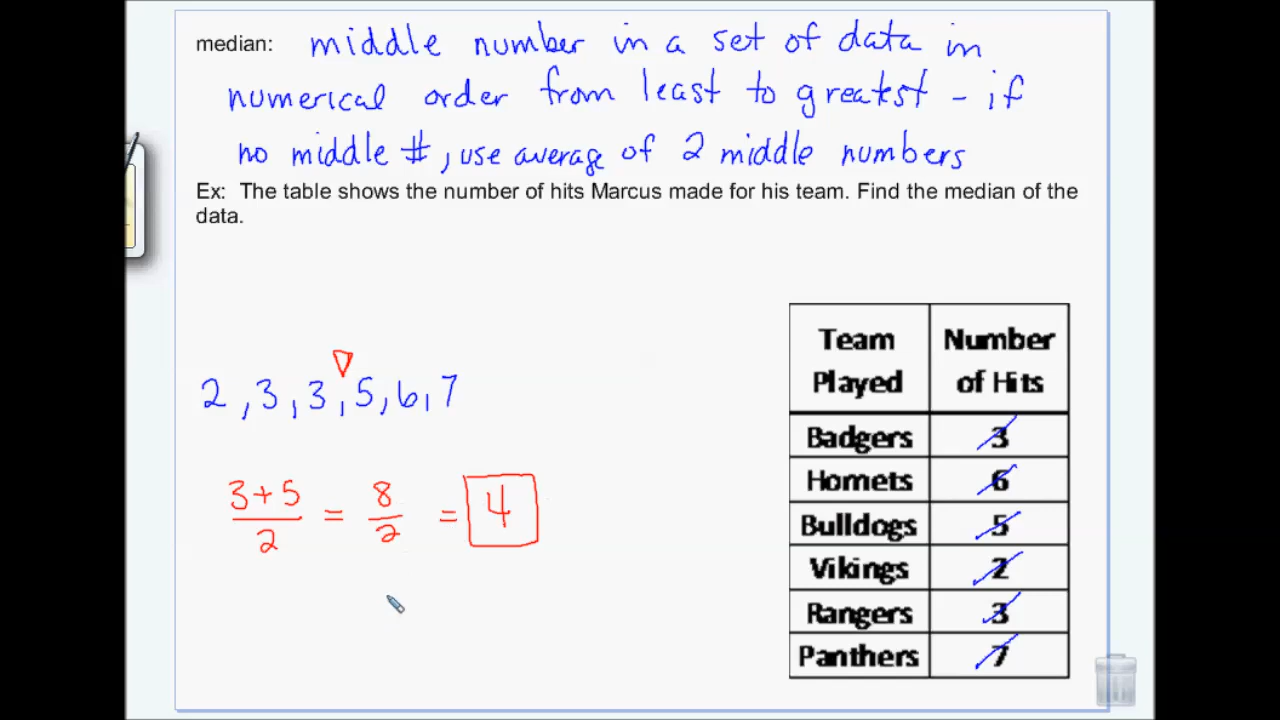 median: middle number in a set of data in
numerical order from least to greatest - if
no middle #, use average of 2 middle numbers
Ex: The table shows the number of hits Marcus made for his team. Find the median of the
data.
2, 3, 3, 5, 6, 7
3+5/2 = 8/2 = 4
Team Played Number of Hits
Badgers 3
Hornets 6
Bulldogs 5
Vikings 2
Rangers 3
Panthers 7